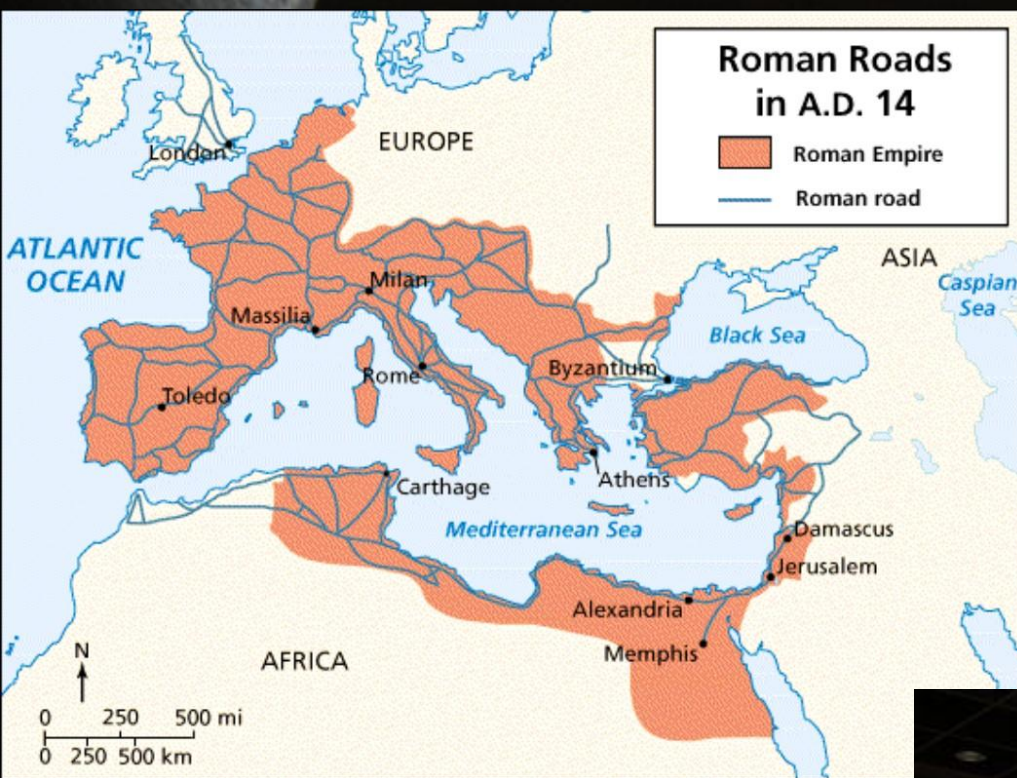 Roman Roads
in A.D. 14
Roman Empire
Roman road
EUROPE
London
ATLANTIC
OCEAN
ASIA
Caspian
Sea
Milan
Massilia
Black Sea
Byzantium
Rome
Toledo
Athens
Carthage
Mediterranean Sea
Damascus
Jerusalem
Alexandria
Memphis
AFRICA
N
0 250 500 mi
0 250 500 km